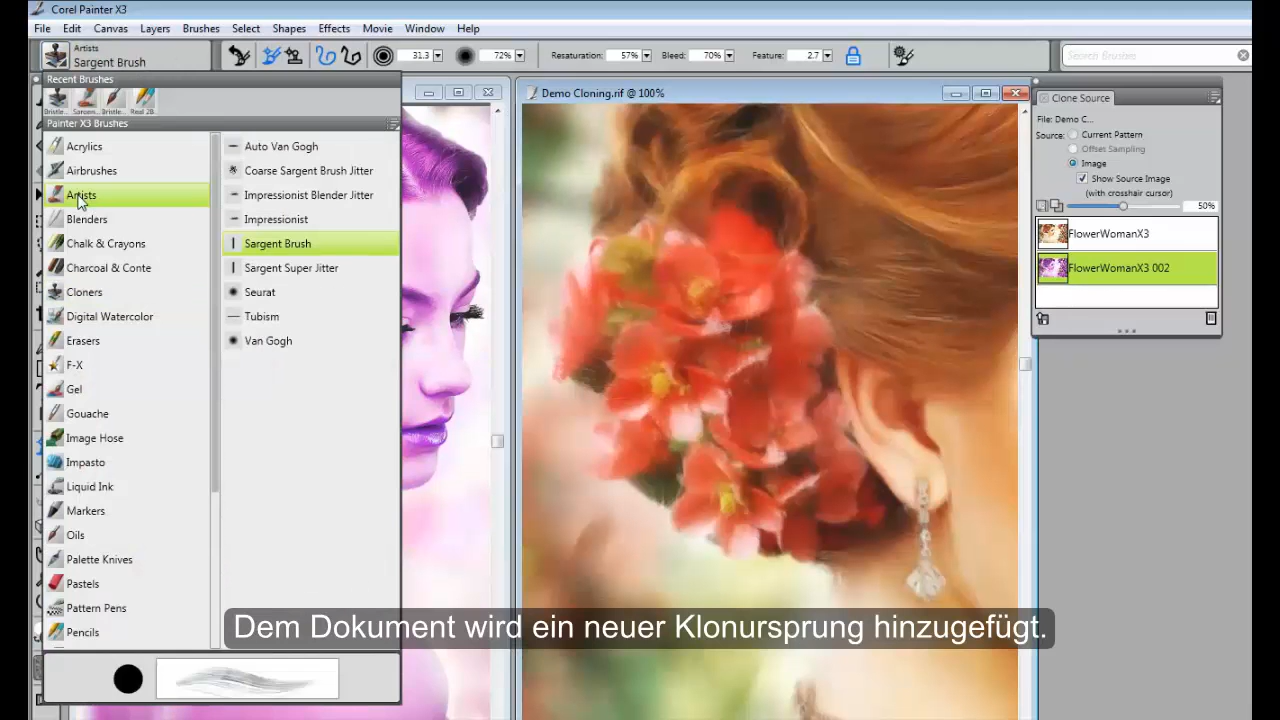 Corel Painter X3
File Edit Canvas Layers Brushes Select Shapes Effects Movie Window Help
Artists
Sargent Brush
31.3
72%
Resaturation: 57%
Bleed: 70%
Feature: 2.7
Search Brushes
Recent Brushes
Painter X3 Brushes
Acrylics
Airbrushes
Artists
Blenders
Chalk & Crayons
Charcoal & Conte
Cloners
Digital Watercolor
Erasers
F-X
Gel
Gouache
Image Hose
Impasto
Liquid Ink
Markers
Oils
Palette Knives
Pastels
Pattern Pens
Pencils
Auto Van Gogh
Coarse Sargent Brush Jitter
Impressionist Blender Jitter
Impressionist
Sargent Brush
Sargent Super Jitter
Seurat
Tubism
Van Gogh
Demo Cloning.rif @ 100%
Clone Source
File: Demo C...
Source: Current Pattern
Offset Sampling
Image
Show Source Image
(with crosshair cursor)
50%
FlowerWomanX3
FlowerWomanX3 002
Dem Dokument wird ein neuer Klonursprung hinzugefügt.